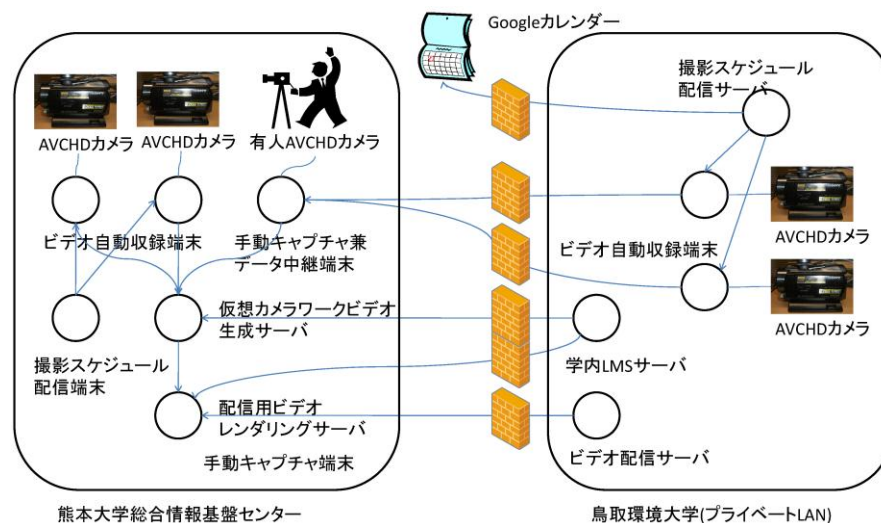 Googleカレンダー
撮影スケジュール
配信サーバ
AVCHDカメラ
AVCHDカメラ
有人AVCHDカメラ
ビデオ自動収録端末
手動キャプチャ兼
データ中継端末
撮影スケジュール
配信端末
仮想カメラワークビデオ
生成サーバ
配信用ビデオ
レンダリングサーバ
手動キャプチャ端末
熊本大学総合情報基盤センター
AVCHDカメラ
ビデオ自動収録端末
AVCHDカメラ
学内LMSサーバ
ビデオ配信サーバ
鳥取環境大学(プライベートLAN)